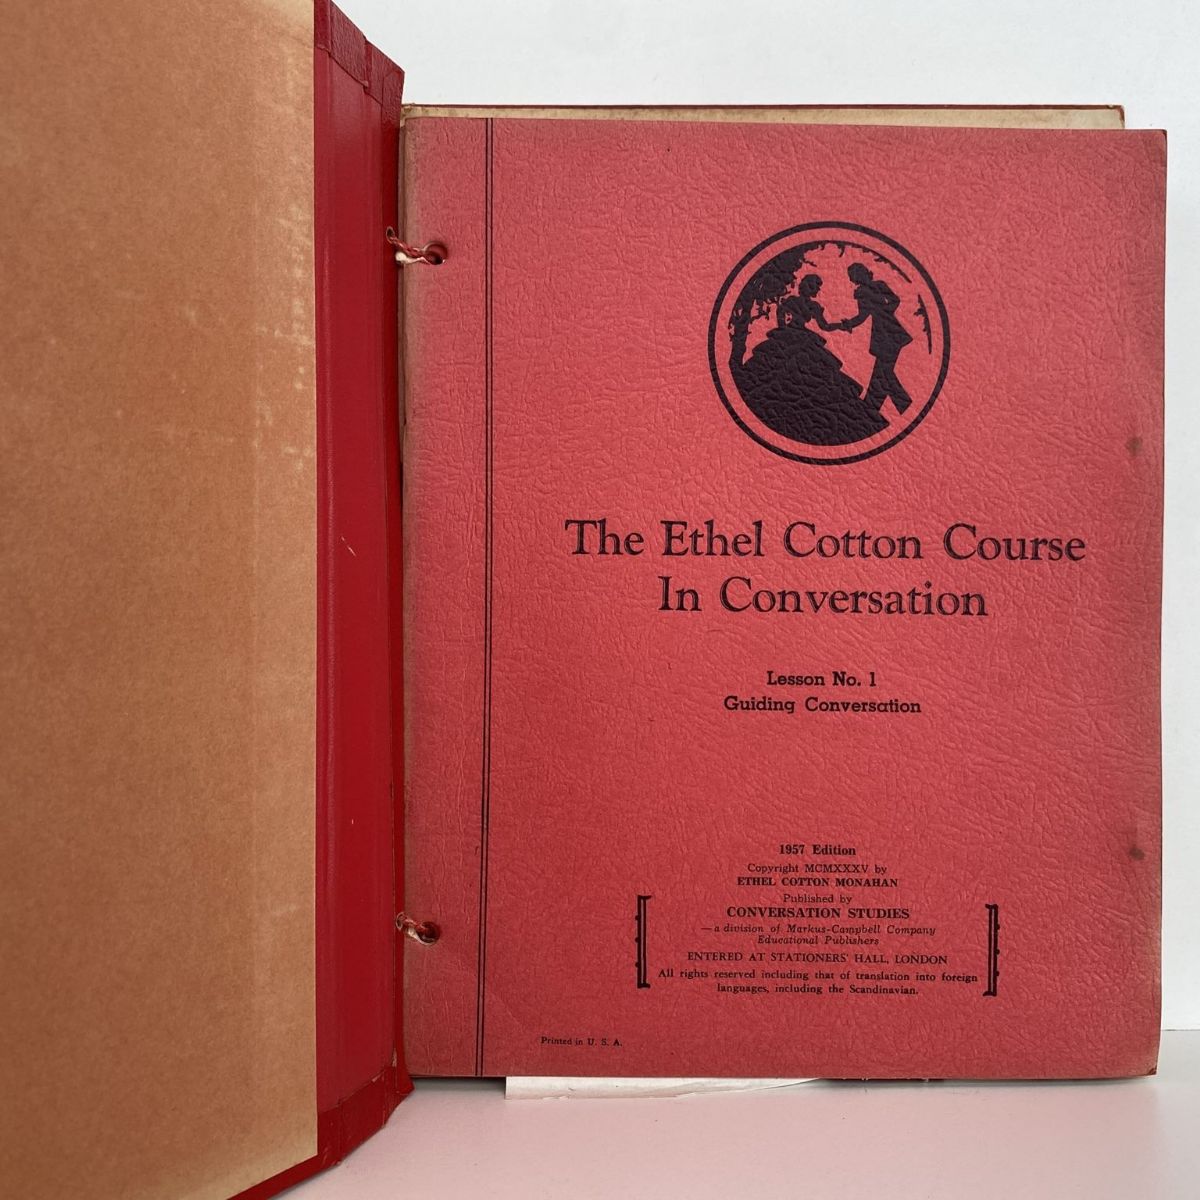 The Ethel Cotton Course
In Conversation
Lesson No. 1
Guiding Conversation
1957 Edition
Copyright MCMXXXV by
ETHEL COTTON MONAHAN
Published by
CONVERSATION STUDIES
—a division of Markus-Campbell Company
Educational Publishers
ENTERED AT STATIONERS' HALL, LONDON
All rights reserved including that of translation into foreign
languages, including the Scandinavian.
Printed in U. S. A.